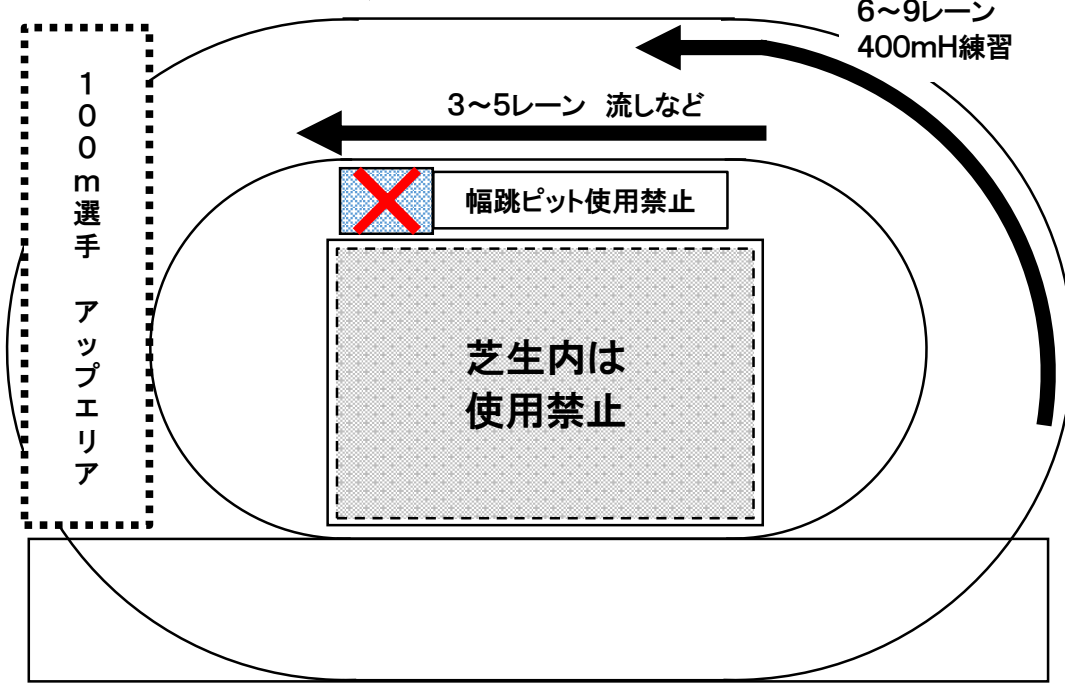 6~9レーン
400mH練習
3~5レーン 流しなど
100m選手 アップエリア
幅跳ピット使用禁止
芝生内は
使用禁止